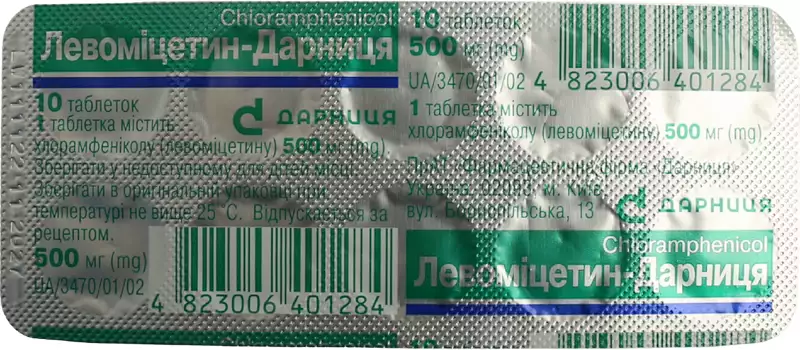 Chloramphenicol
Левоміцетин-Дарниця
10 таблеток
1 таблетка містить
хлорамфеніколу (левоміцетину) 500 мг (mg)
ДАРНИЦЯ
Зберігати у недоступному для дітей місці.
Зберігати в оригінальній упаковці при
температурі не вище 25 °С. Відпускається за
рецептом.
500 мг (mg)
UA/3470/01/02
4 823006 401284
10 таблеток
500 мг (mg)
UA/3470/01/02
4 823006 401284
1 таблетка містить
хлорамфеніколу (левоміцетину) 500 мг (mg)
ПрАТ «Фармацевтична фірма «Дарниця»
Україна, 02093, м. Київ,
вул. Бориспільська, 13
ДАРНИЦЯ
Chloramphenicol
Левоміцетин-Дарниця